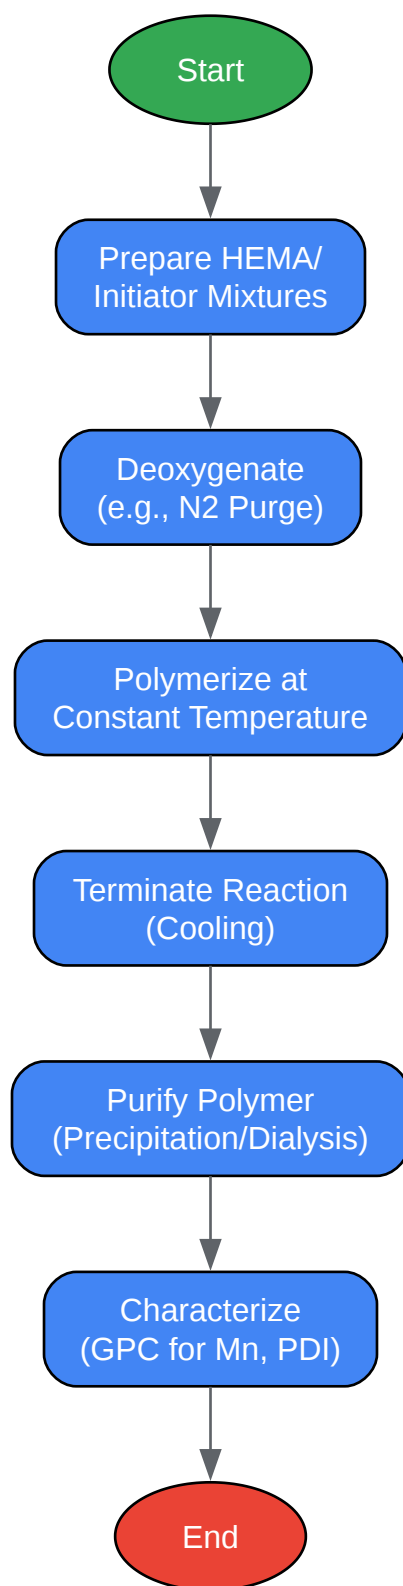 Start
Prepare HEMA/
Initiator Mixtures
Deoxygenate
(e.g., N2 Purge)
Polymerize at
Constant Temperature
Terminate Reaction
(Cooling)
Purify Polymer
(Precipitation/Dialysis)
Characterize
(GPC for Mn, PDI)
End